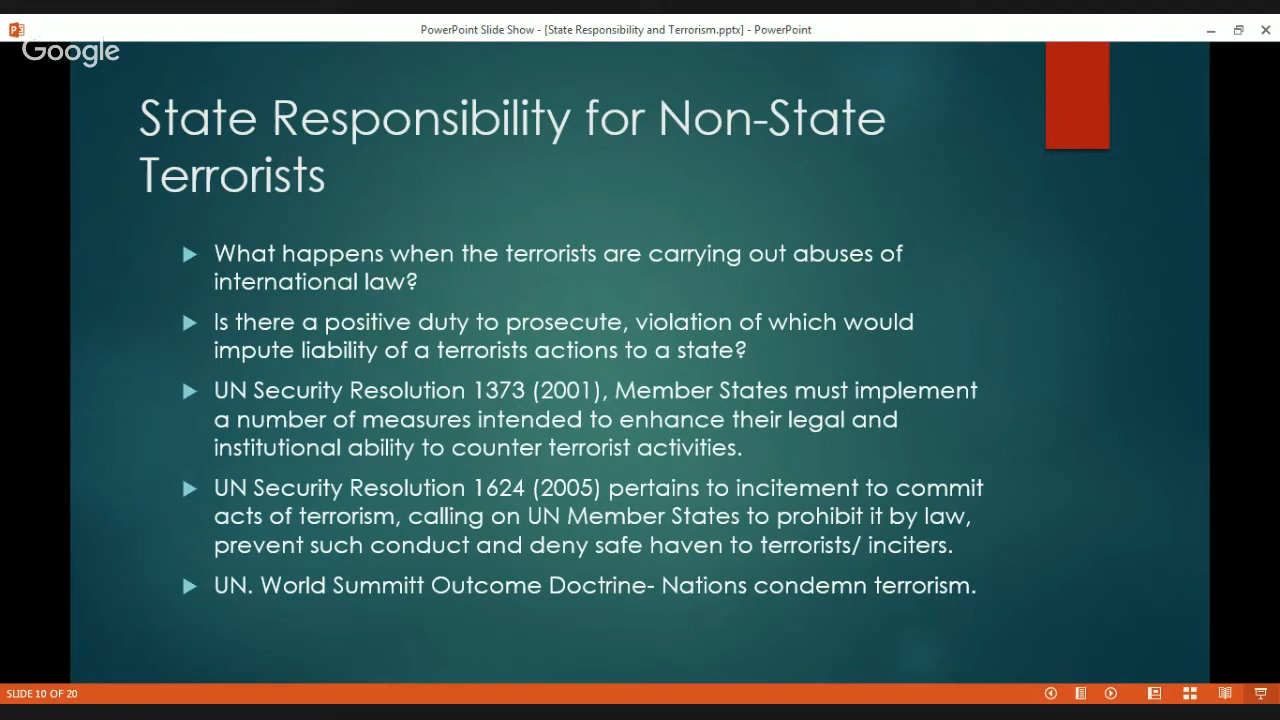 PowerPoint Slide Show - [State Responsibility and Terrorism.pptx] - PowerPoint
Google
State Responsibility for Non-State
Terrorists
What happens when the terrorists are carrying out abuses of
international law?
Is there a positive duty to prosecute, violation of which would
impute liability of a terrorists actions to a state?
UN Security Resolution 1373 (2001), Member States must implement
a number of measures intended to enhance their legal and
institutional ability to counter terrorist activities.
UN Security Resolution 1624 (2005) pertains to incitement to commit
acts of terrorism, calling on UN Member States to prohibit it by law,
prevent such conduct and deny safe haven to terrorists/ inciters.
UN. World Summitt Outcome Doctrine- Nations condemn terrorism.
SLIDE 10 OF 20